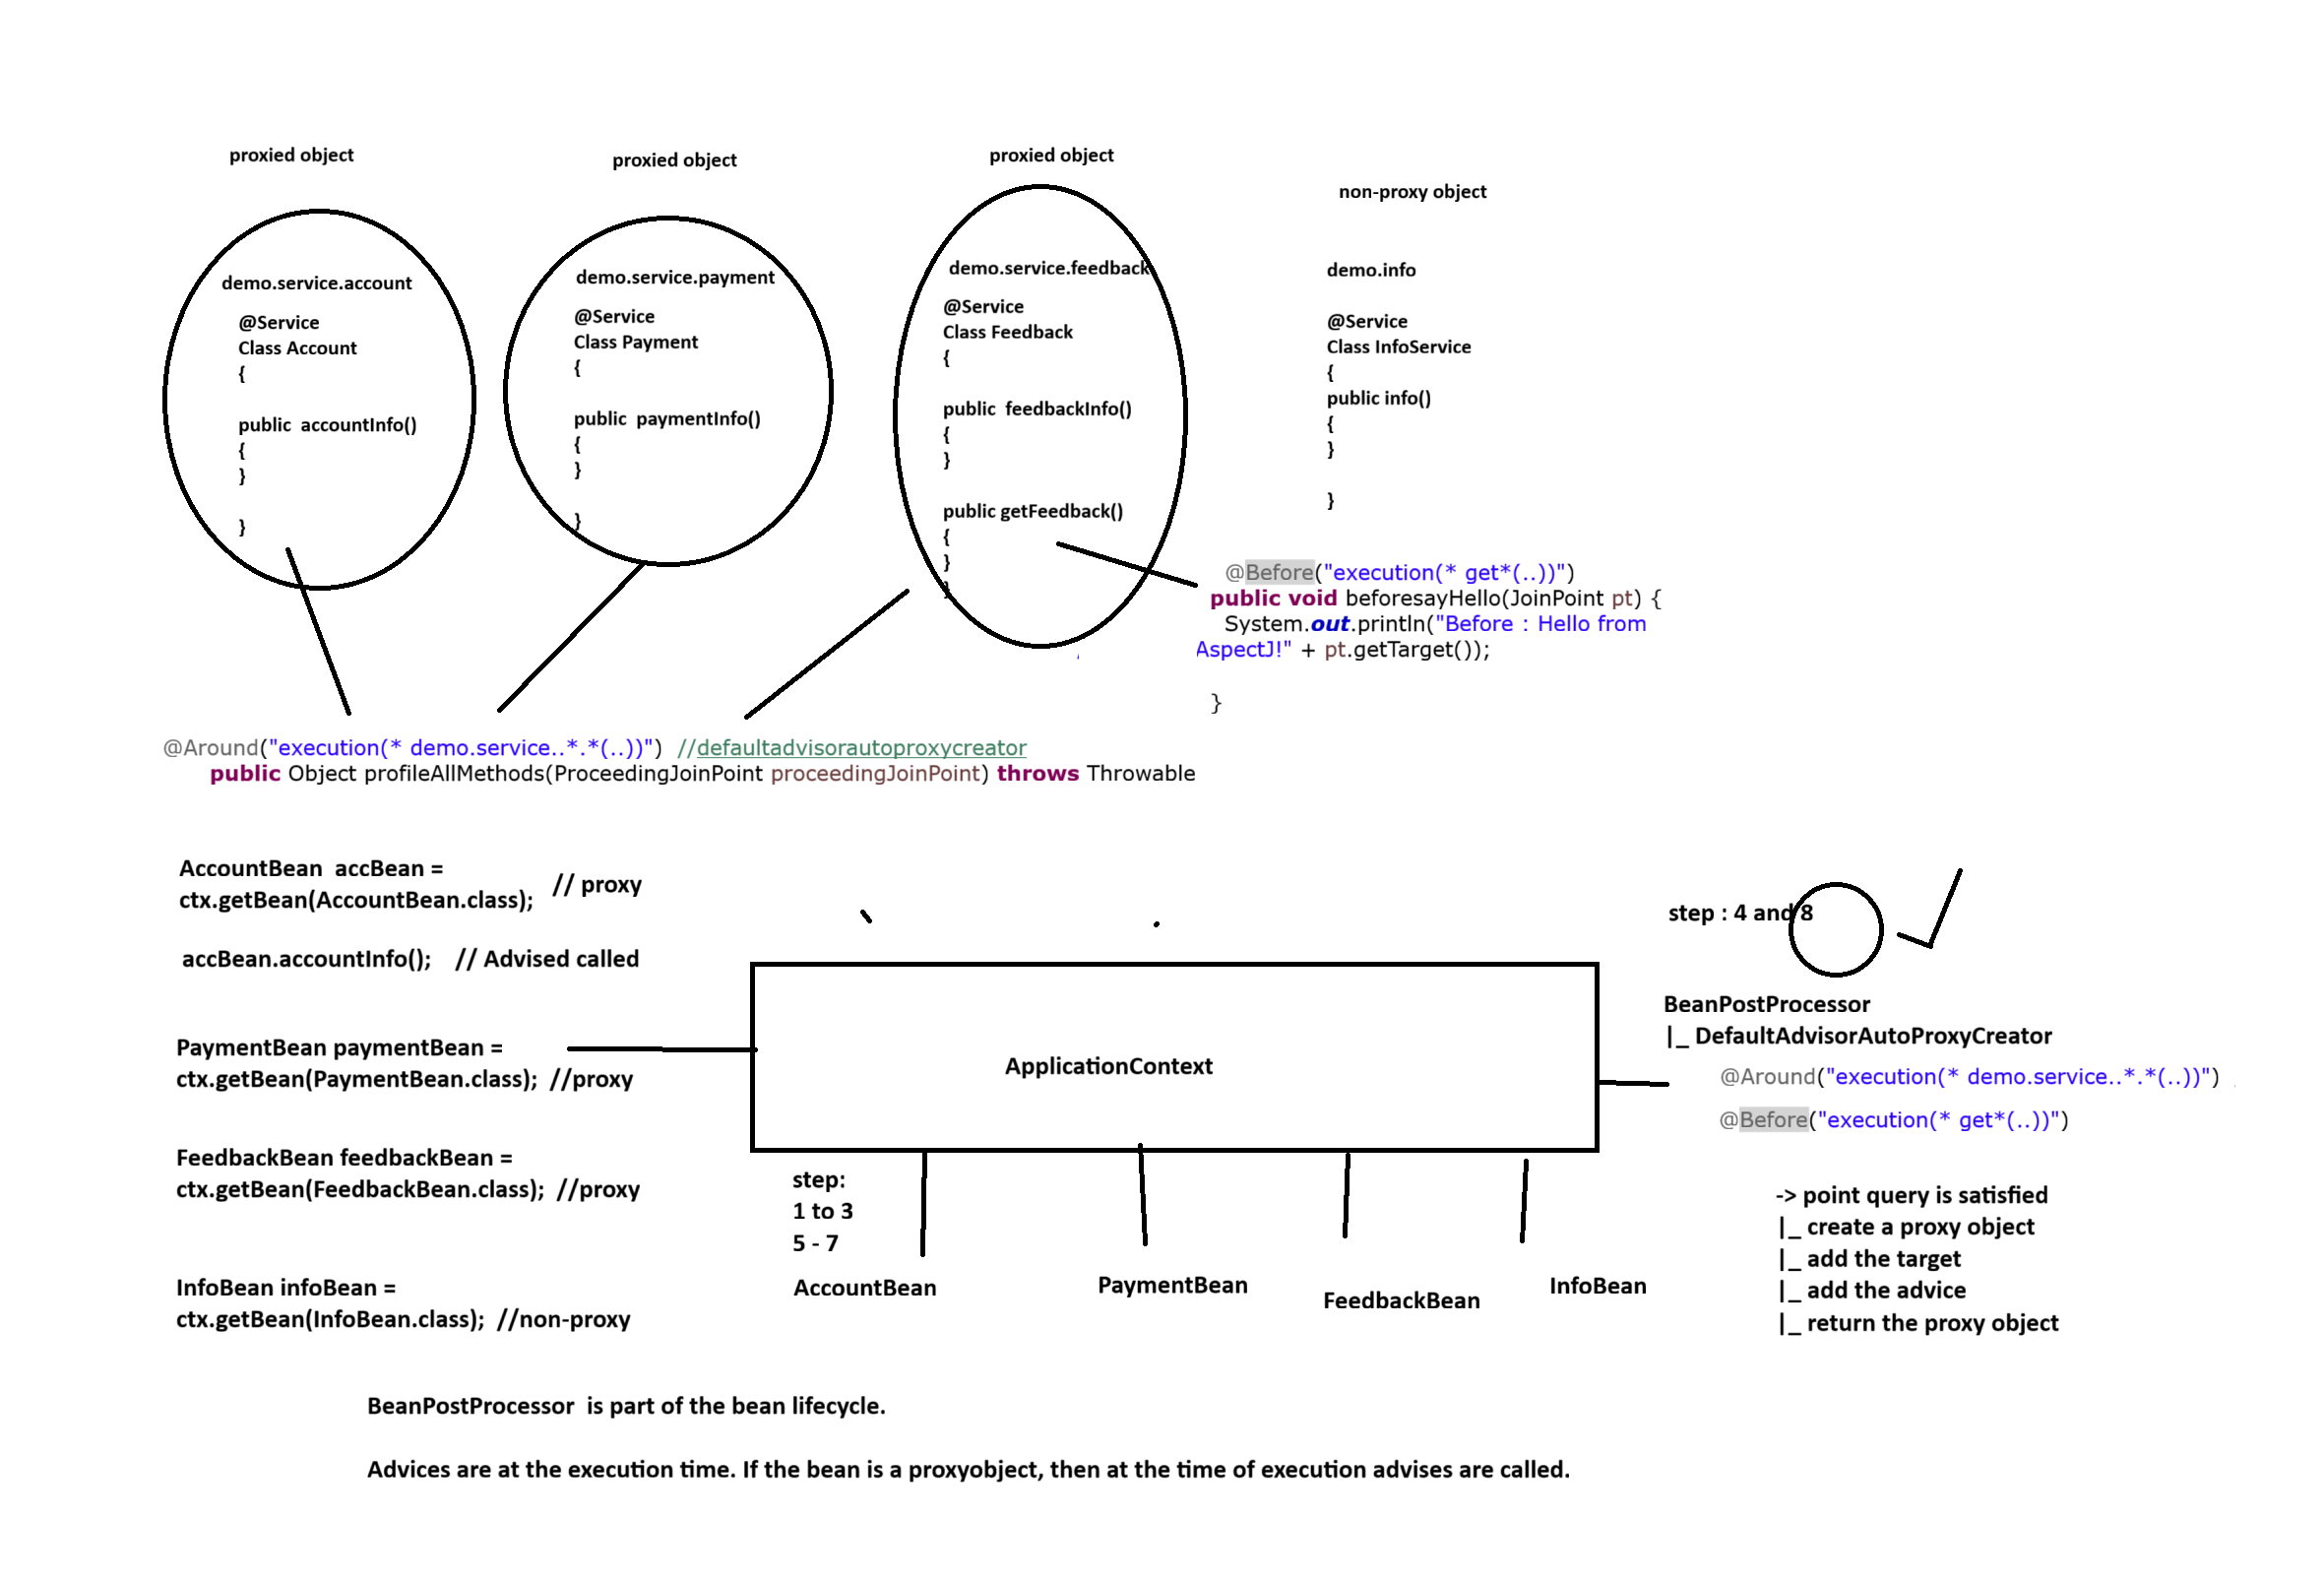 proxied object
proxied object
proxied object
non-proxy object
demo.service.account
@Service
Class Account
{
public  accountInfo()
{
}
}
demo.service.payment
@Service
Class Payment
{
public  paymentInfo()
{
}
}
demo.service.feedback
@Service
Class Feedback
{
public  feedbackInfo()
{
}
public getFeedback()
{
}
}
demo.info
@Service
Class InfoService
{
public info()
{
}
}
@Before("execution(* get*(..))")
public void beforesayHello(JoinPoint pt) {
System.out.println("Before : Hello from
AspectJ!" + pt.getTarget());
}
@Around("execution(* demo.service..*.*(..))")  //defaultadvisorautoproxycreator
public Object profileAllMethods(ProceedingJoinPoint proceedingJoinPoint) throws Throwable
AccountBean  accBean =
ctx.getBean(AccountBean.class);   // proxy
accBean.accountInfo();    // Advised called
PaymentBean paymentBean =
ctx.getBean(PaymentBean.class);  //proxy
FeedbackBean feedbackBean =
ctx.getBean(FeedbackBean.class);  //proxy
InfoBean infoBean =
ctx.getBean(InfoBean.class);  //non-proxy
ApplicationContext
step:
1 to 3
5 - 7
AccountBean
PaymentBean
FeedbackBean
InfoBean
step : 4 and 8
BeanPostProcessor
|_ DefaultAdvisorAutoProxyCreator
@Around("execution(* demo.service..*.*(..))")
@Before("execution(* get*(..))")
-> point query is satisfied
|_ create a proxy object
|_ add the target
|_ add the advice
|_ return the proxy object
BeanPostProcessor  is part of the bean lifecycle.
Advices are at the execution time. If the bean is a proxyobject, then at the time of execution advises are called.